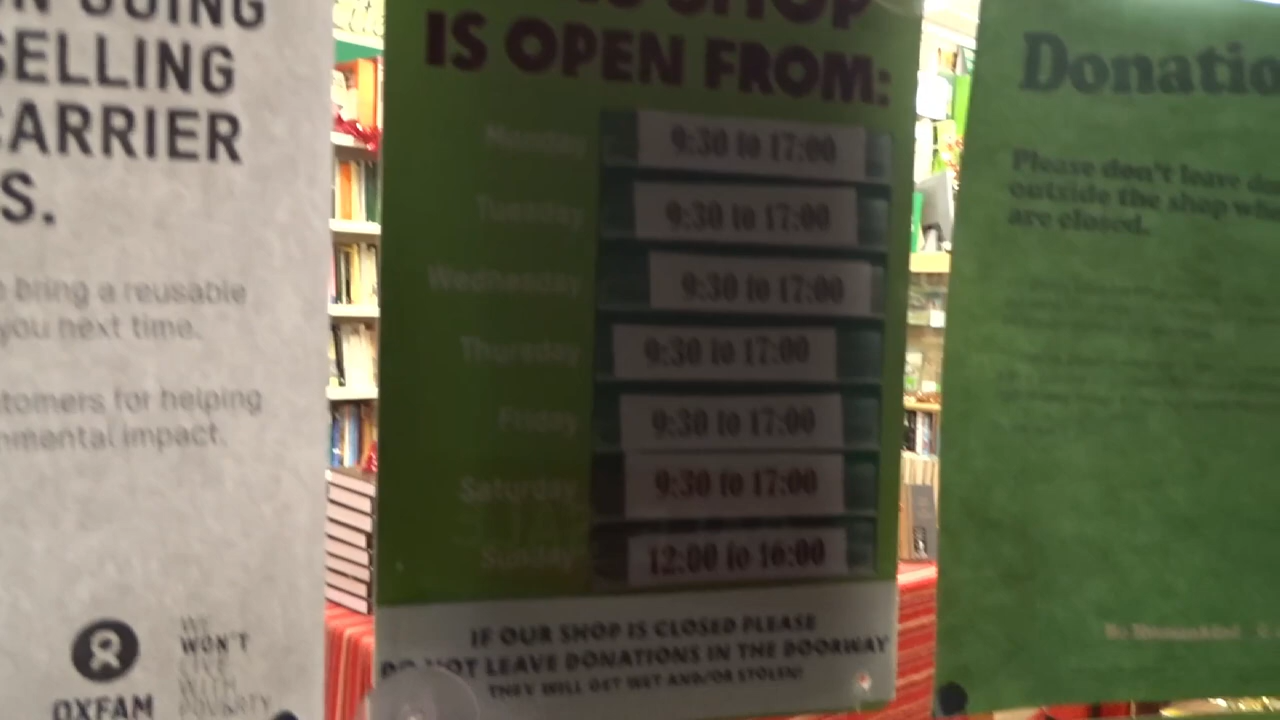 GOING
SELLING
CARRIER
S.
bring a reusable
you next time.
tomers for helping
nmental impact.
OXFAM
WE
WON'T
LIVE
WITH
POVERTY
SHOP
IS OPEN FROM:
Monday 9:30 to 17:00
Tuesday 9:30 to 17:00
Wednesday 9:30 to 17:00
Thursday 9:30 to 17:00
Friday 9:30 to 17:00
Saturday 9:30 to 17:00
Sunday 12:00 to 16:00
IF OUR SHOP IS CLOSED PLEASE
DO NOT LEAVE DONATIONS IN THE DOORWAY
THEY WILL GET WET AND/OR STOLEN!
Donatio
Please don't leave do
outside the shop whe
are closed.